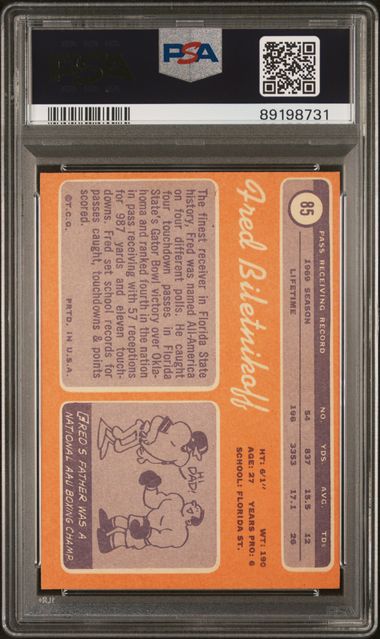 PSA
PSA
89198731
85
PASS RECEIVING RECORD
NO. YDS. AVG. TDs
1969 SEASON 54 837 15.5 12
LIFETIME 196 3353 17.1 26
Fred Biletnikoff
HT: 6'1" WT: 190
AGE: 27 YEARS PRO: 6
SCHOOL: FLORIDA ST.
The finest receiver in Florida State
history, Fred was named All-America
on four different polls. He caught
four touchdown passes in Florida
State's Gator Bowl victory over Okla-
homa and ranked fourth in the nation
in pass receiving with 57 receptions
for 987 yards and eleven touch-
downs. Fred set school records for
passes caught, touchdowns & points
scored.
©T.C.G. PRTD. IN U.S.A.
HI,
DAD!
FRED'S FATHER WAS A
NATIONAL AAU BOXING CHAMP.